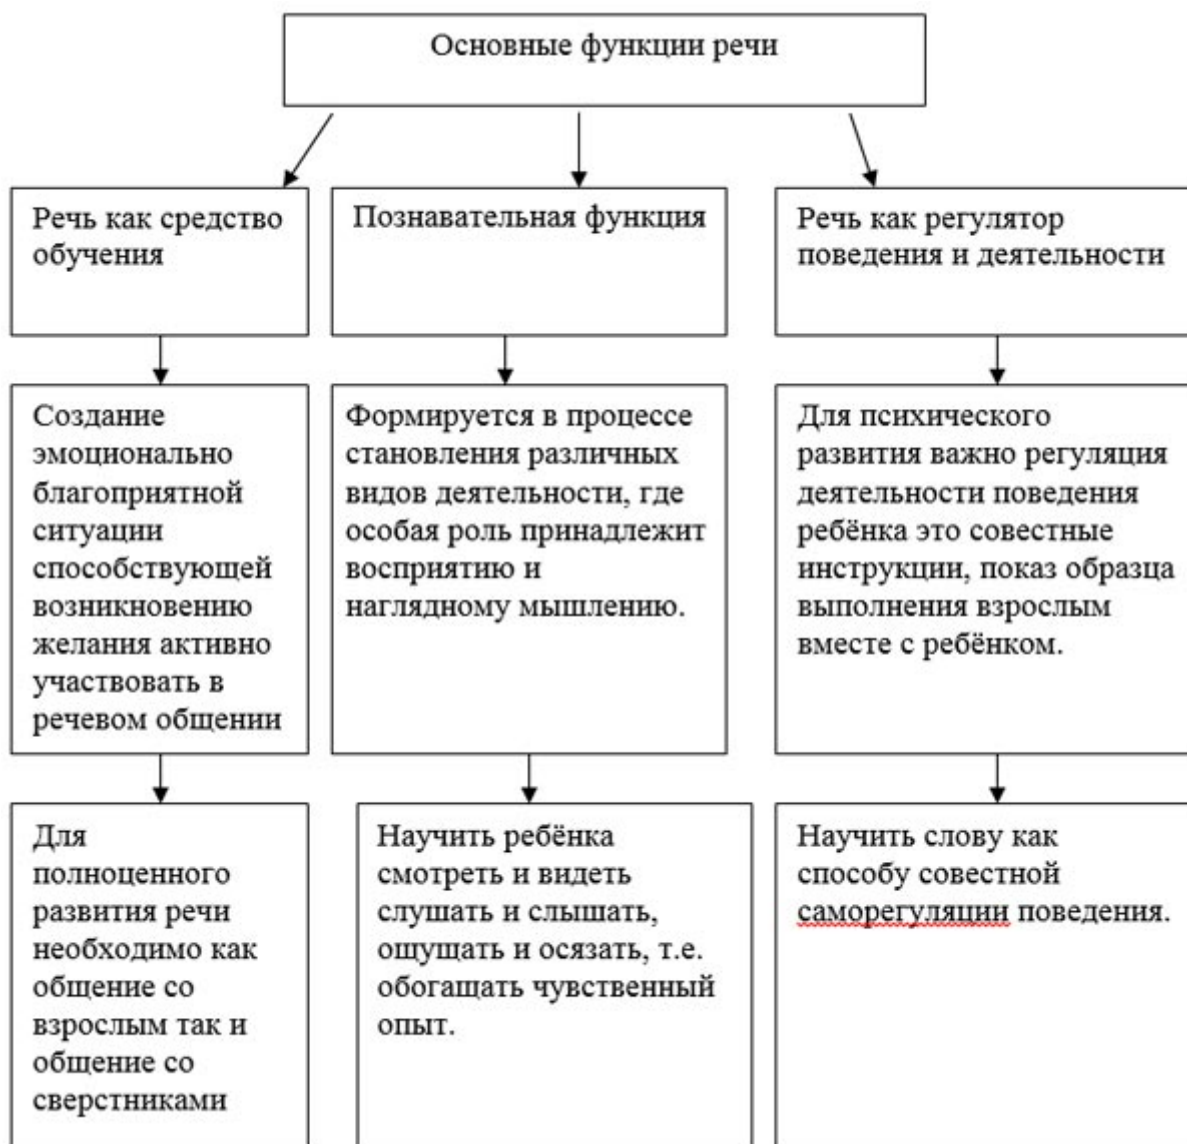 Основные функции речи
Речь как средство
обучения
Познавательная функция
Речь как регулятор
поведения и деятельности
Создание
эмоционально
благоприятной
ситуации
способствующей
возникновению
желания активно
участвовать в
речевом общении
Формируется в процессе
становления различных
видов деятельности, где
особая роль принадлежит
восприятию и
наглядному мышлению.
Для психического
развития важно регуляция
деятельности поведения
ребёнка это совестные
инструкции, показ образца
выполнения взрослым
вместе с ребёнком.
Для
полноценного
развития речи
необходимо как
общение со
взрослым так и
общение со
сверстниками
Научить ребёнка
смотреть и видеть
слушать и слышать,
ощушать и осязать, т.е.
обогащать чувственный
опыт.
Научить слову как
способу совестной
саморегуляции поведения.